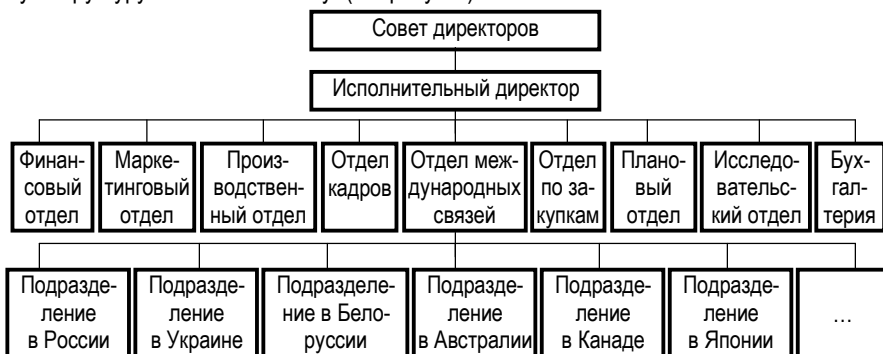 Совет директоров
Исполнительный директор
Финан-
совый
отдел
Марке-
тинговый
отдел
Произ-
водствен-
ный отдел
Отдел
кадров
Отдел меж-
дународных
связей
Отдел
по за-
купкам
Плано-
вый
отдел
Исследо-
вательс-
кий отдел
Бух-
гал-
терия
Подразде-
ление
в России
Подразде-
ление
в Украине
Подразделе-
ние в Бело-
руссии
Подразде-
ление
в Австралии
Подразде-
ление
в Канаде
Подразде-
ление
в Японии
…